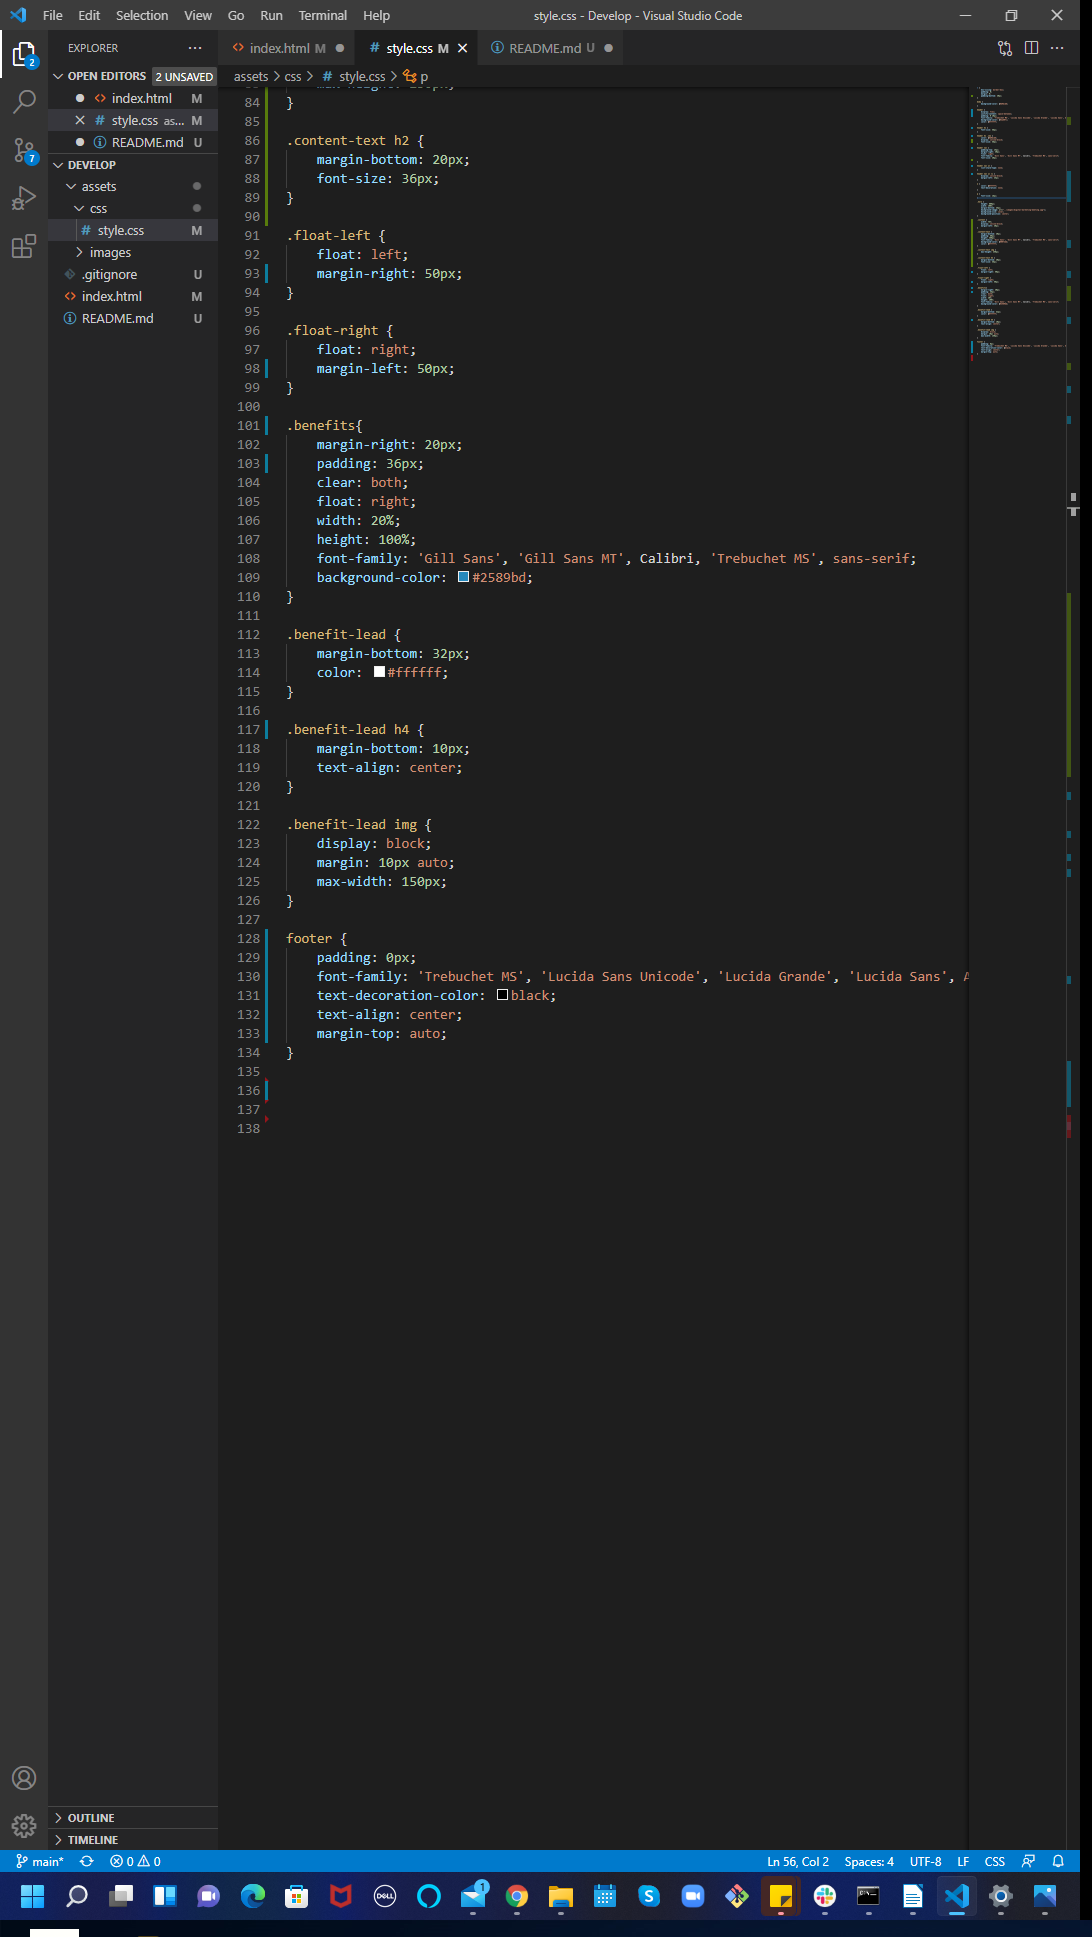 File Edit Selection View Go Run Terminal Help
style.css - Develop - Visual Studio Code
EXPLORER
index.html M
# style.css M
README.md U
OPEN EDITORS 2 UNSAVED
assets > css > # style.css > p
index.html M
# style.css as... M
README.md U
DEVELOP
assets
css
# style.css M
images
.gitignore U
index.html M
README.md U
84 }
85
86 .content-text h2 {
87 margin-bottom: 20px;
88 font-size: 36px;
89 }
90
91 .float-left {
92 float: left;
93 margin-right: 50px;
94 }
95
96 .float-right {
97 float: right;
98 margin-left: 50px;
99 }
100
101 .benefits{
102 margin-right: 20px;
103 padding: 36px;
104 clear: both;
105 float: right;
106 width: 20%;
107 height: 100%;
108 font-family: 'Gill Sans', 'Gill Sans MT', Calibri, 'Trebuchet MS', sans-serif;
109 background-color: #2589bd;
110 }
111
112 .benefit-lead {
113 margin-bottom: 32px;
114 color: #ffffff;
115 }
116
117 .benefit-lead h4 {
118 margin-bottom: 10px;
119 text-align: center;
120 }
121
122 .benefit-lead img {
123 display: block;
124 margin: 10px auto;
125 max-width: 150px;
126 }
127
128 footer {
129 padding: 0px;
130 font-family: 'Trebuchet MS', 'Lucida Sans Unicode', 'Lucida Grande', 'Lucida Sans', A
131 text-decoration-color: black;
132 text-align: center;
133 margin-top: auto;
134 }
135
136
137
138
2
7
OUTLINE
TIMELINE
main* 0 0
Ln 56, Col 2 Spaces: 4 UTF-8 LF CSS
DELL
1